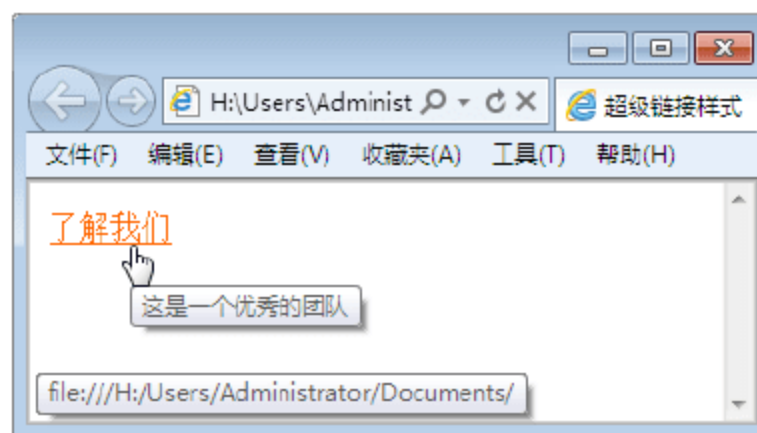 H:\Users\Administ
超级链接样式
文件(F) 编辑(E) 查看(V) 收藏夹(A) 工具(T) 帮助(H)
了解我们
这是一个优秀的团队
file:///H:/Users/Administrator/Documents/